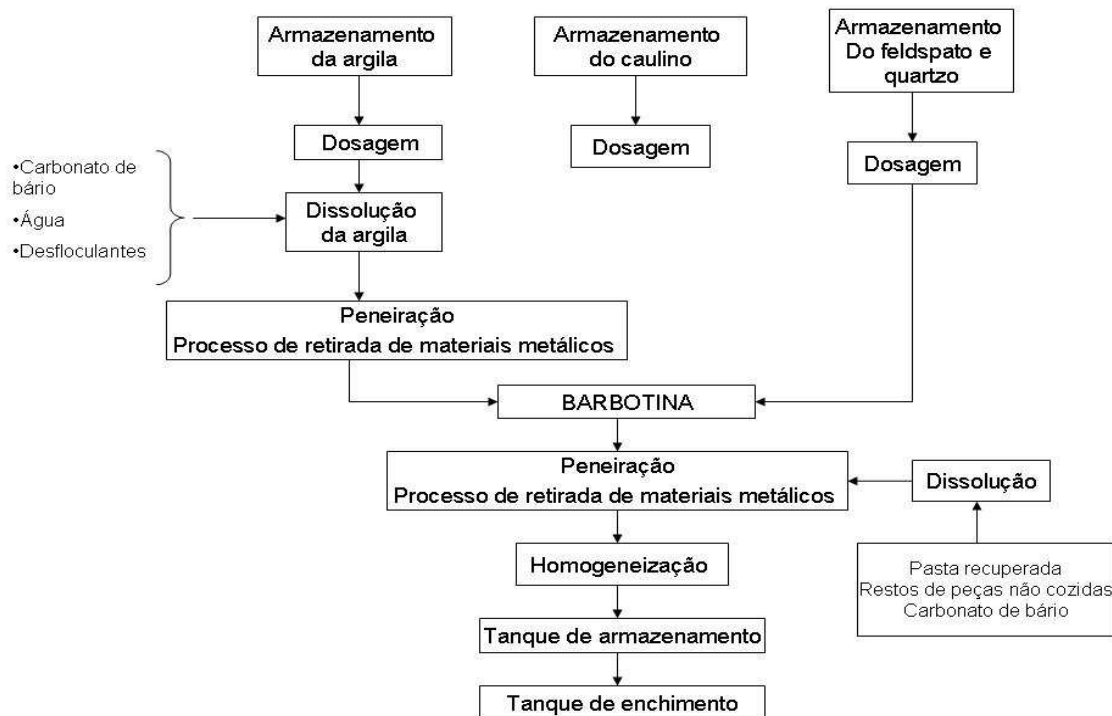 Armazenamento
da argila
Armazenamento
do caulino
Armazenamento
Do feldspato e
quartzo
Dosagem
Dosagem
Dosagem
•Carbonato de
bário
•Água
•Desfloculantes
Dissolução
da argila
Peneiração
Processo de retirada de materiais metálicos
BARBOTINA
Peneiração
Processo de retirada de materiais metálicos
Dissolução
Pasta recuperada
Restos de peças não cozidas
Carbonato de bário
Homogeneização
Tanque de armazenamento
Tanque de enchimento